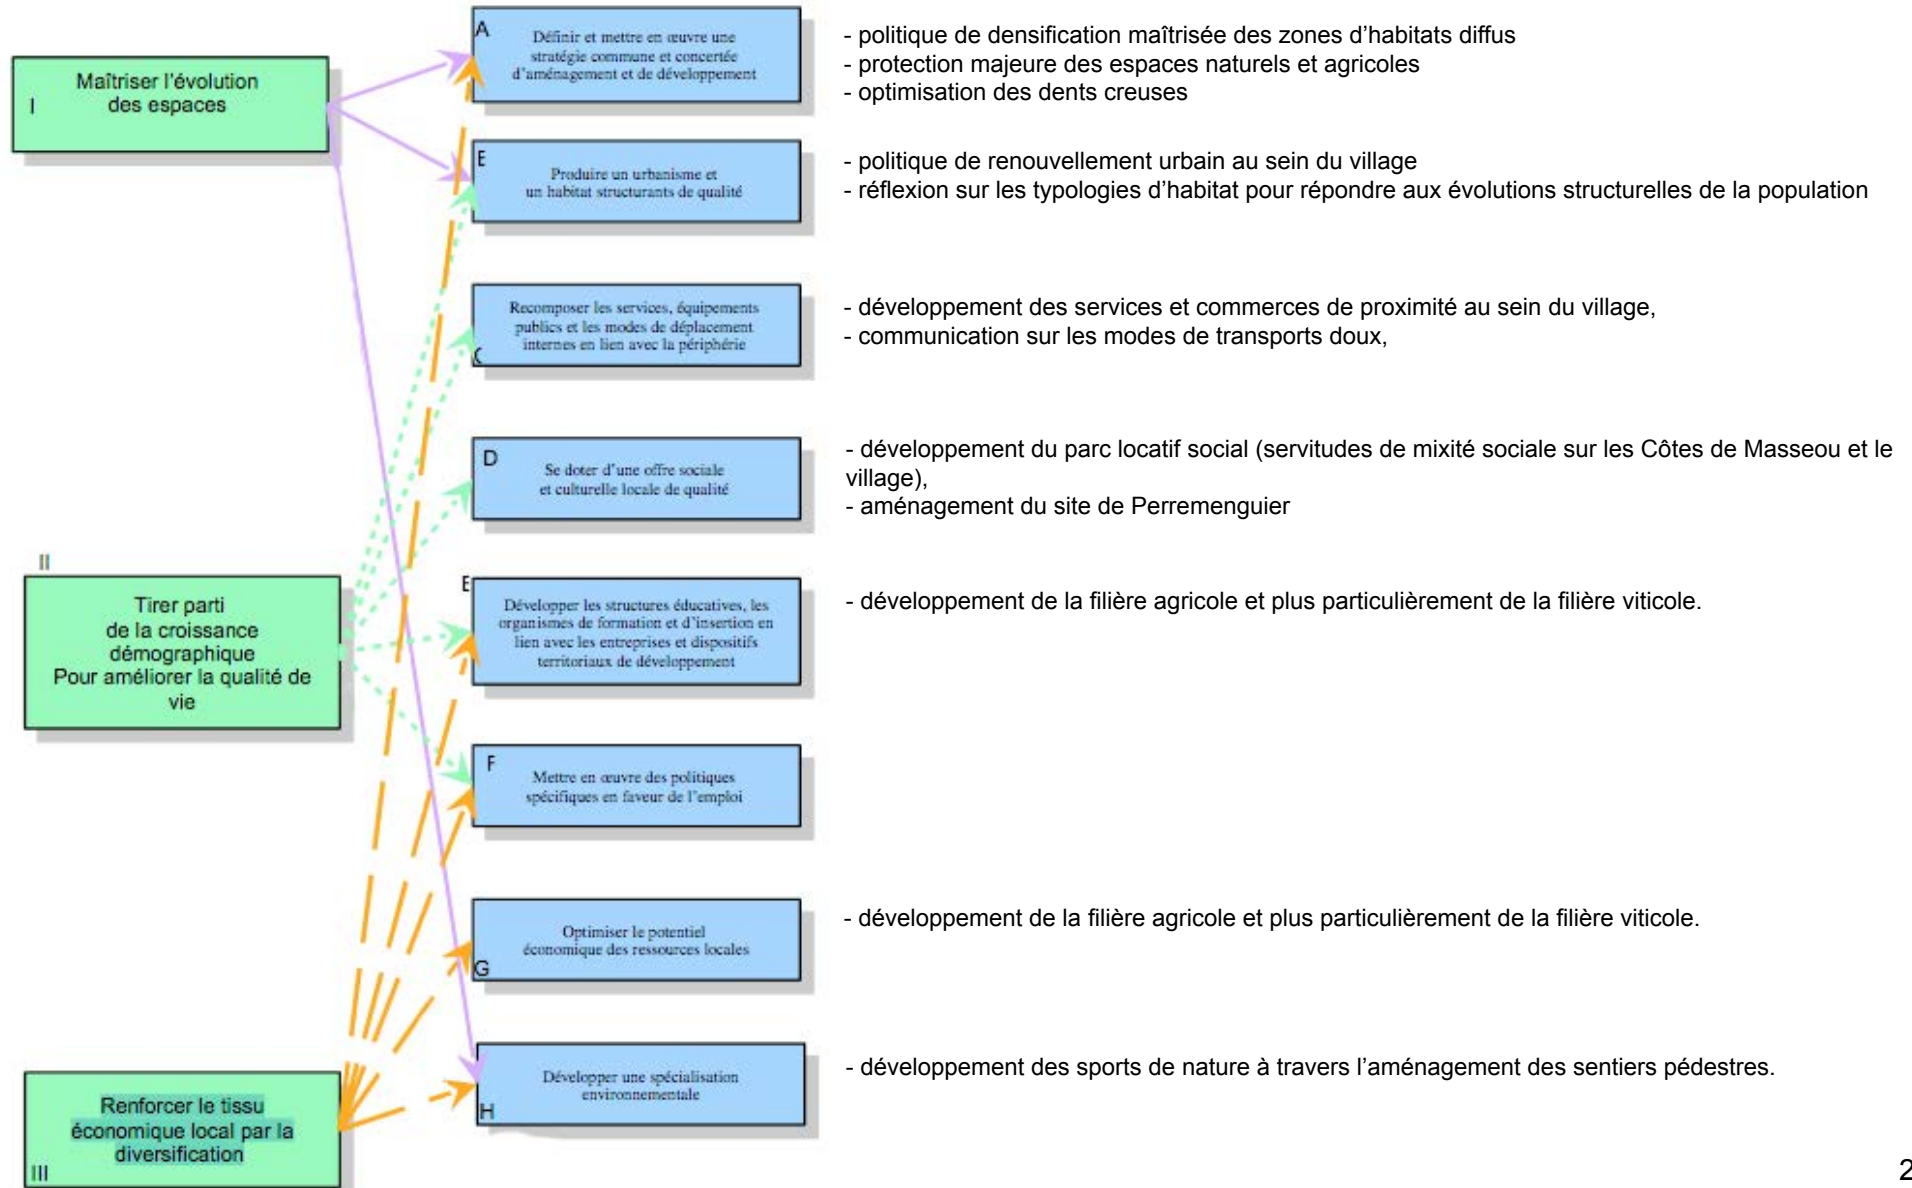 Maîtriser l'évolution
des espaces
I
II
Tirer parti
de la croissance
démographique
Pour améliorer la qualité de
vie
Renforcer le tissu
économique local par la
diversification
III
A
Définir et mettre en œuvre une
stratégie commune et concertée
d'aménagement et de développement
- politique de densification maîtrisée des zones d'habitats diffus
- protection majeure des espaces naturels et agricoles
- optimisation des dents creuses
Produire un urbanisme et
un habitat structurants de qualité
- politique de renouvellement urbain au sein du village
- réflexion sur les typologies d'habitat pour répondre aux évolutions structurelles de la population
Recomposer les services, équipements
publics et les modes de déplacement
internes en lien avec la périphérie
C
- développement des services et commerces de proximité au sein du village,
- communication sur les modes de transports doux,
D
Se doter d'une offre sociale
et culturelle locale de qualité
- développement du parc locatif social (servitudes de mixité sociale sur les Côtes de Masseou et le
village),
- aménagement du site de Perremenguier
E
Développer les structures éducatives, les
organismes de formation et d'insertion en
lien avec les entreprises et dispositifs
territoriaux de développement
- développement de la filière agricole et plus particulièrement de la filière viticole.
F
Mettre en œuvre des politiques
spécifiques en faveur de l'emploi
Optimiser le potentiel
économique des ressources locales
G
- développement de la filière agricole et plus particulièrement de la filière viticole.
Développer une spécialisation
environnementale
H
- développement des sports de nature à travers l'aménagement des sentiers pédestres.
2